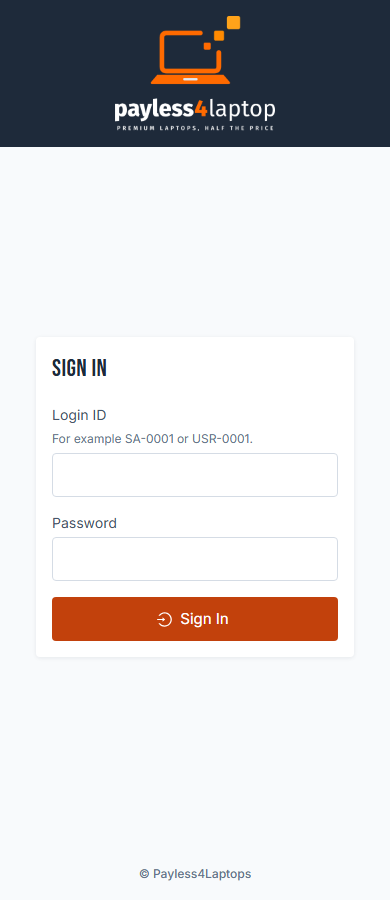 payless4laptop
PREMIUM LAPTOPS, HALF THE PRICE
SIGN IN
Login ID
For example SA-0001 or USR-0001.
Password
Sign In
© Payless4Laptops